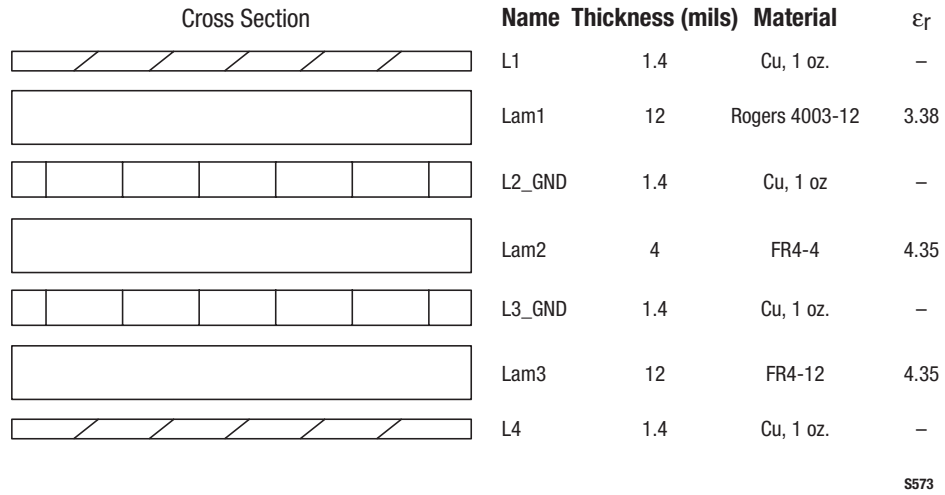 Cross Section Name Thickness (mils) Material εr
L1 1.4 Cu, 1 oz. –
Lam1 12 Rogers 4003-12 3.38
L2_GND 1.4 Cu, 1 oz –
Lam2 4 FR4-4 4.35
L3_GND 1.4 Cu, 1 oz. –
Lam3 12 FR4-12 4.35
L4 1.4 Cu, 1 oz. –
S573